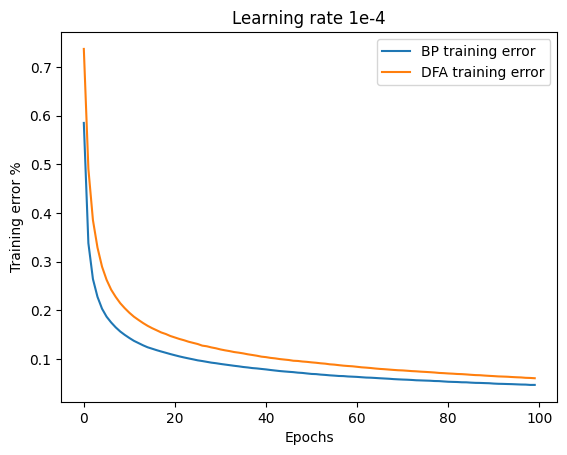 Learning rate 1e-4
BP training error
DFA training error
Training error %
0.7
0.6
0.5
0.4
0.3
0.2
0.1
0
20
40
60
80
100
Epochs